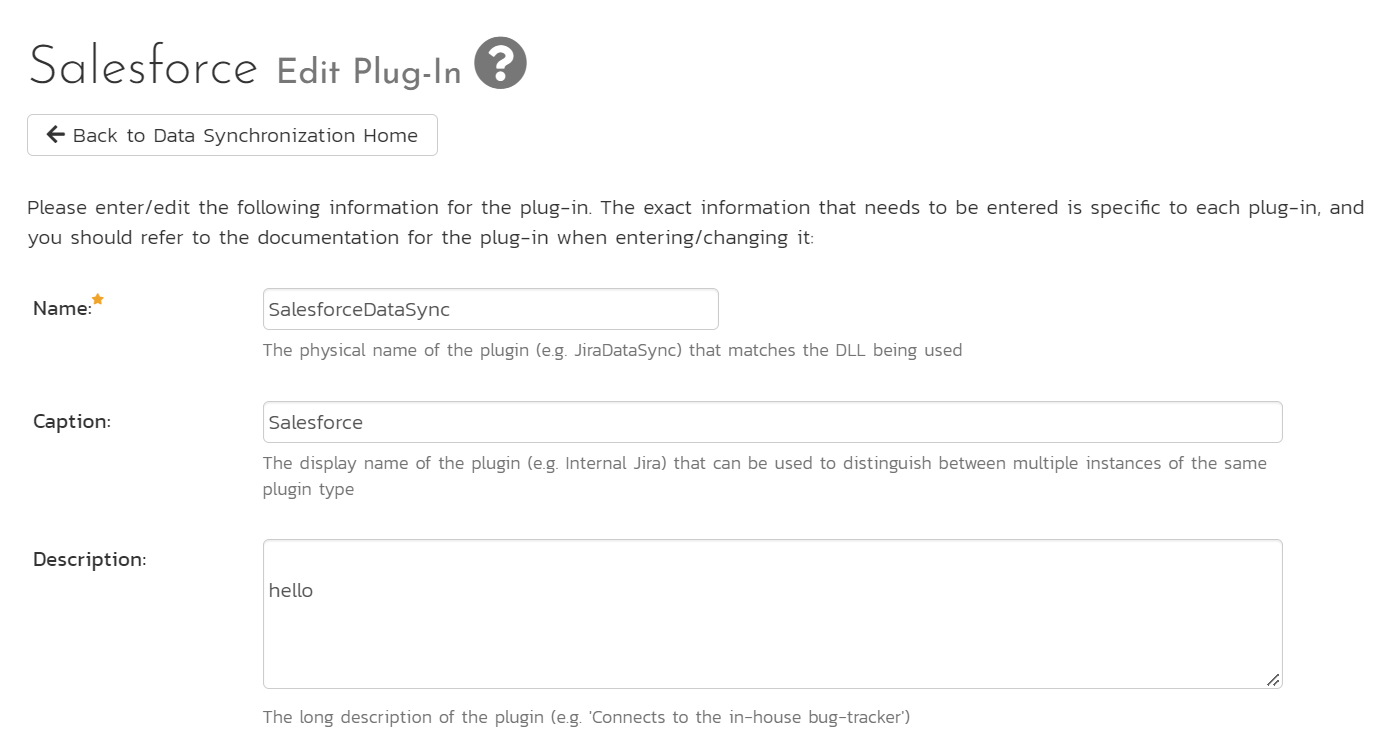 Salesforce Edit Plug-In
Back to Data Synchronization Home
Please enter/edit the following information for the plug-in. The exact information that needs to be entered is specific to each plug-in, and
you should refer to the documentation for the plug-in when entering/changing it:
Name:
SalesforceDataSync
The physical name of the plugin (e.g. JiraDataSync) that matches the DLL being used
Caption:
Salesforce
The display name of the plugin (e.g. Internal Jira) that can be used to distinguish between multiple instances of the same
plugin type
Description:
hello
The long description of the plugin (e.g. 'Connects to the in-house bug-tracker')